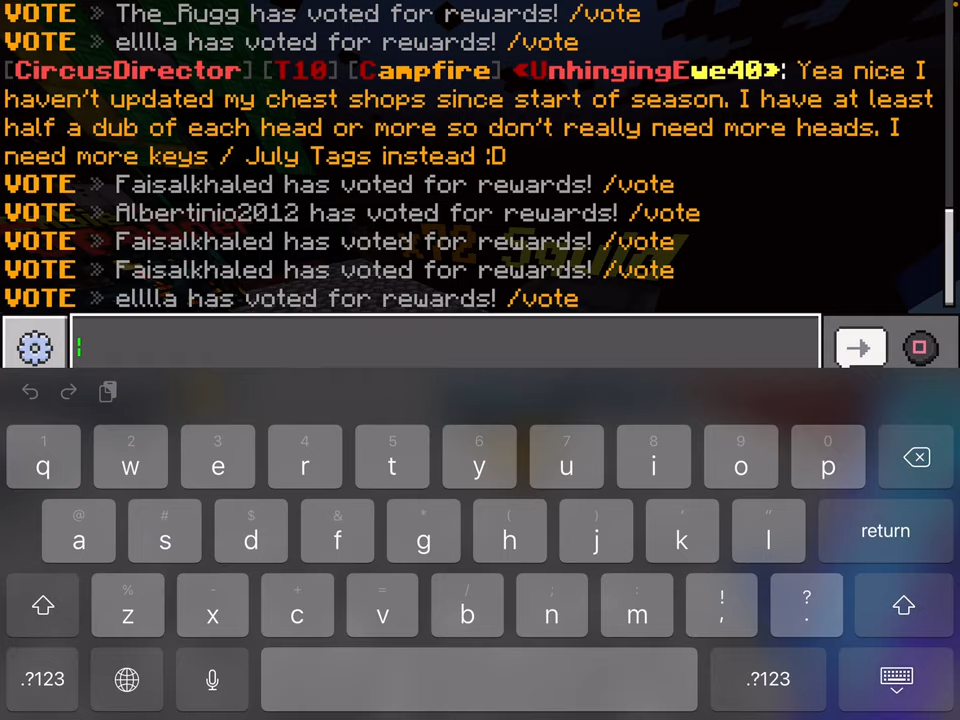 VOTE » The_Rugg has voted for rewards! /vote
VOTE » elllla has voted for rewards! /vote
[CircusDirector] [T10] [Campfire] <UnhingingEwe40>: Yea nice I
haven't updated my chest shops since start of season. I have at least
half a dub of each head or more so don't really need more heads. I
need more keys / July Tags instead :D
VOTE » Faisalkhaled has voted for rewards! /vote
VOTE » Albertinio2012 has voted for rewards! /vote
VOTE » Faisalkhaled has voted for rewards! /vote
VOTE » Faisalkhaled has voted for rewards! /vote
VOTE » elllla has voted for rewards! /vote
x72 Squid
1 2 3 4 5 6 7 8 9 0
q w e r t y u i o p
@ # $ & * ( ) ' "
a s d f g h j k l return
% - + = / ; : ! ?
z x c v b n m , .
.?123 .?123